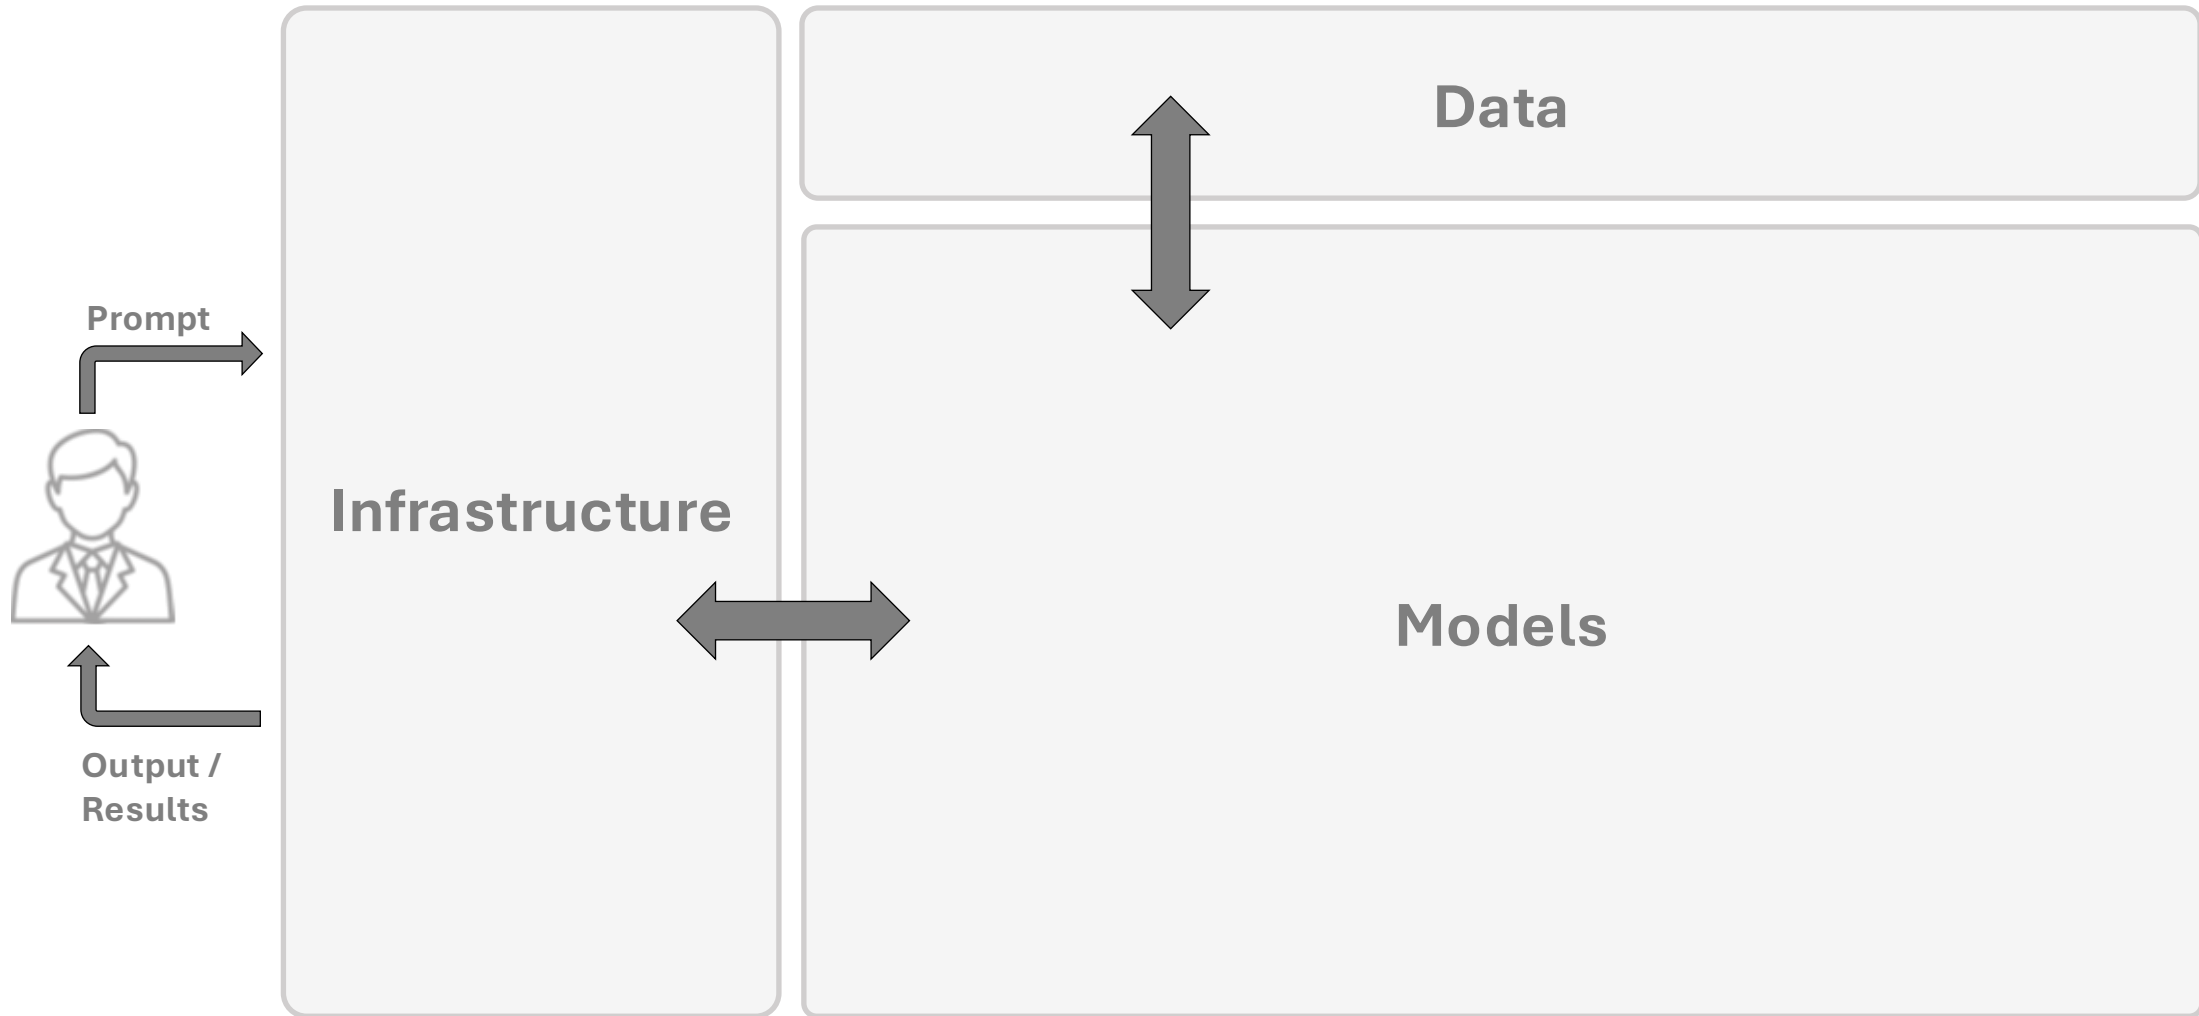 Data
Prompt
Infrastructure
Models
Output /
Results